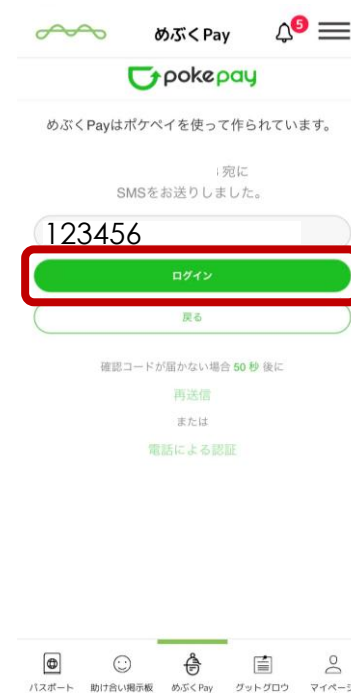 めぶくPay
5
pokepay
めぶくPayはポケペイを使って作られています。
宛に
SMSをお送りしました。
123456
ログイン
戻る
確認コードが届かない場合 50 秒 後に
再送信
または
電話による認証
パスポート 助け合い掲示板 めぶくPay グットグロウ マイページ